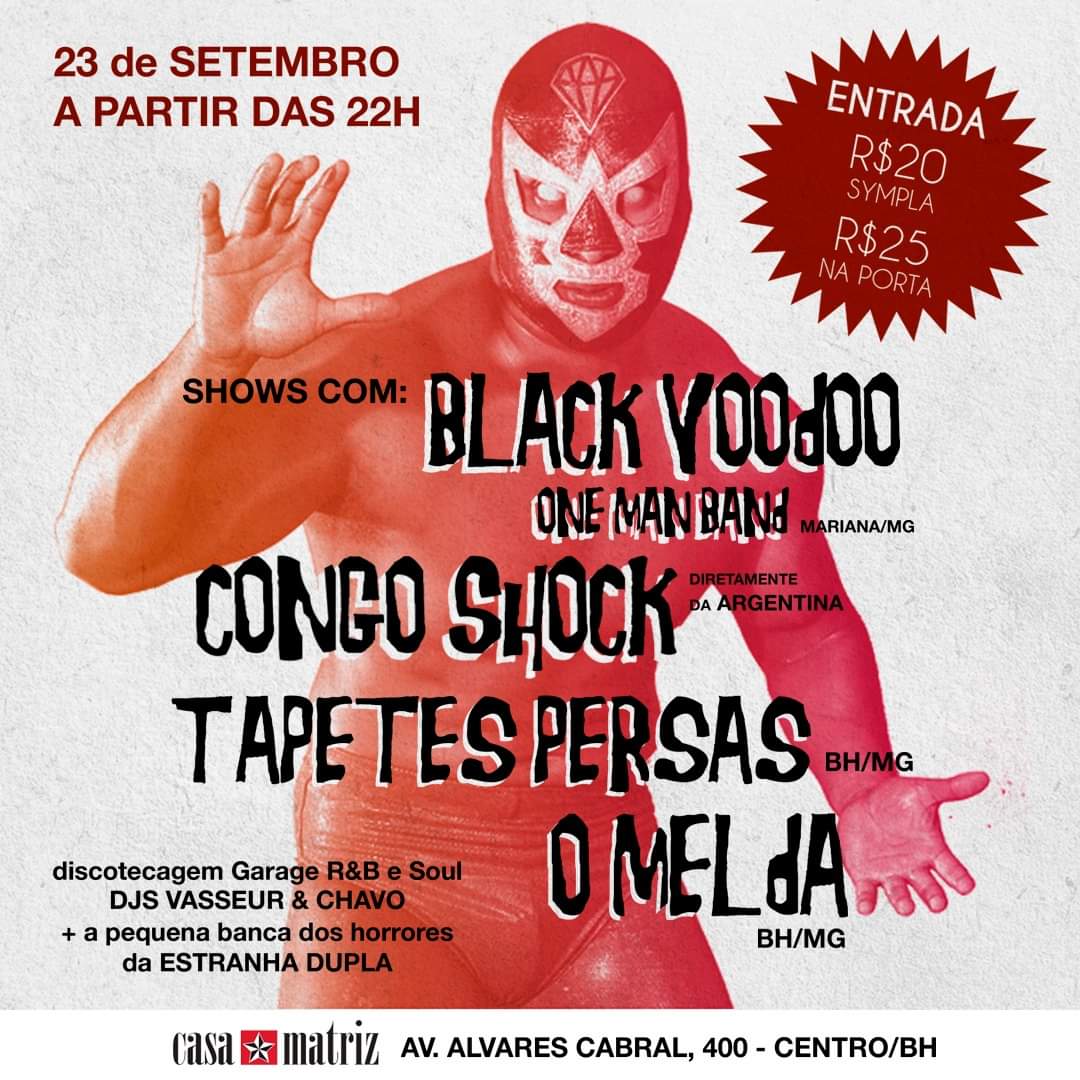 23 de SETEMBRO
A PARTIR DAS 22H
ENTRADA
R$20
SYMPLA
R$25
NA PORTA
SHOWS COM: BLACK VOOdOO
ONE MAN BANd MARIANA/MG
CONGO SHOCK DIRETAMENTE
DA ARGENTINA
TAPETES PERSAS BH/MG
O MELdA
BH/MG
discotecagem Garage R&B e Soul
DJS VASSEUR & CHAVO
+ a pequena banca dos horrores
da ESTRANHA DUPLA
casa matriz AV. ALVARES CABRAL, 400 - CENTRO/BH